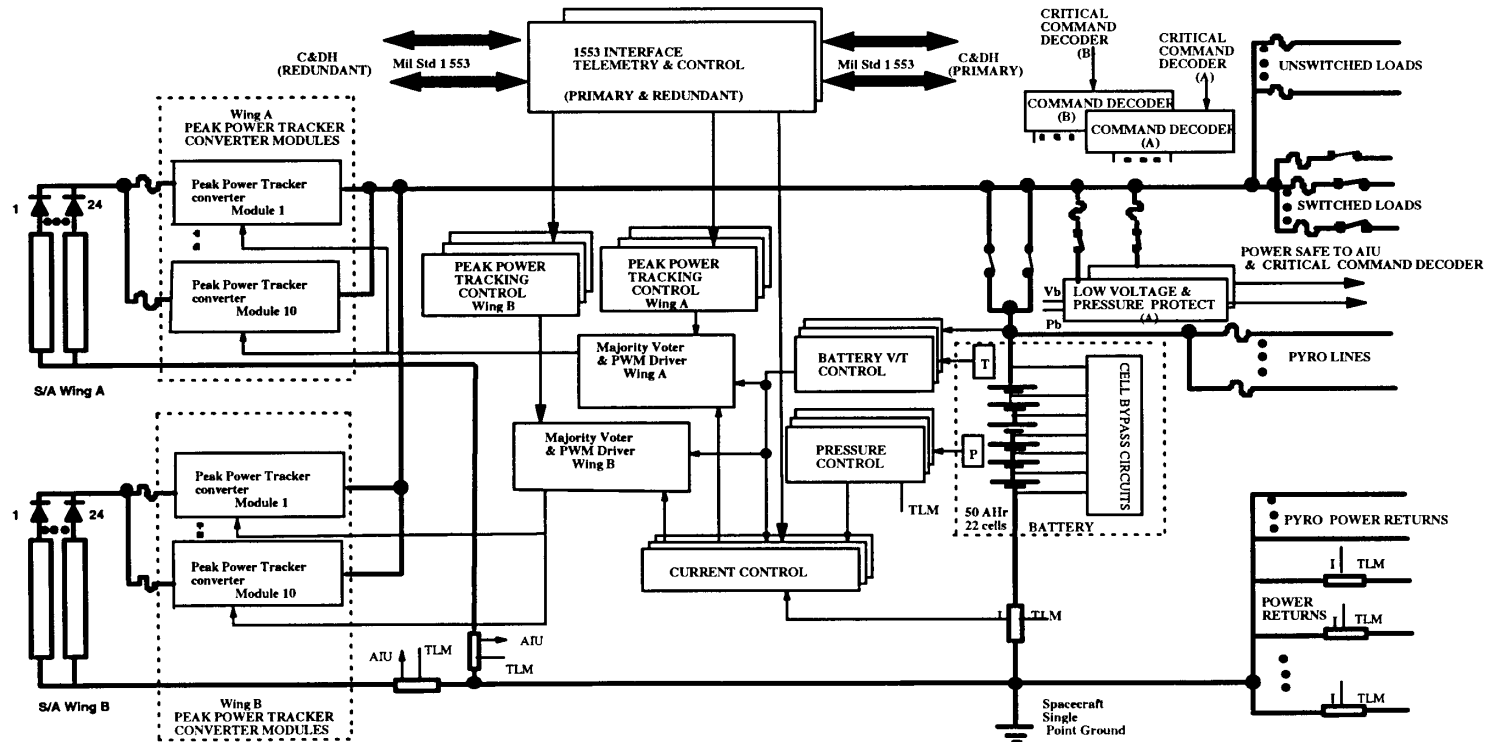 C&DH
(REDUNDANT)
Mil Std 1553
1553 INTERFACE
TELEMETRY & CONTROL
(PRIMARY & REDUNDANT)
Mil Std 1553
C&DH
(PRIMARY)
CRITICAL
COMMAND
DECODER
(B)
CRITICAL
COMMAND
DECODER
(A)
COMMAND DECODER
(B)
COMMAND DECODER
(A)
UNSWITCHED LOADS
SWITCHED LOADS
POWER SAFE TO AIU
& CRITICAL COMMAND DECODER
Wing A
PEAK POWER TRACKER
CONVERTER MODULES
1
24
Peak Power Tracker
converter
Module 1
Peak Power Tracker
converter
Module 10
S/A Wing A
PEAK POWER
TRACKING
CONTROL
Wing B
PEAK POWER
TRACKING
CONTROL
Wing A
Vb
Pb
LOW VOLTAGE &
PRESSURE PROTECT
(A)
PYRO LINES
Majority Voter
& PWM Driver
Wing A
BATTERY V/T
CONTROL
T
CELL BYPASS CIRCUITS
Majority Voter
& PWM Driver
Wing B
PRESSURE
CONTROL
P
TLM
50 AHr
22 cells
BATTERY
1
24
Peak Power Tracker
converter
Module 1
Peak Power Tracker
converter
Module 10
S/A Wing B
Wing B
PEAK POWER TRACKER
CONVERTER MODULES
CURRENT CONTROL
I
TLM
AIU
TLM
AIU
TLM
Spacecraft
Single
Point Ground
PYRO POWER RETURNS
I
TLM
POWER
RETURNS
I
TLM
I
TLM